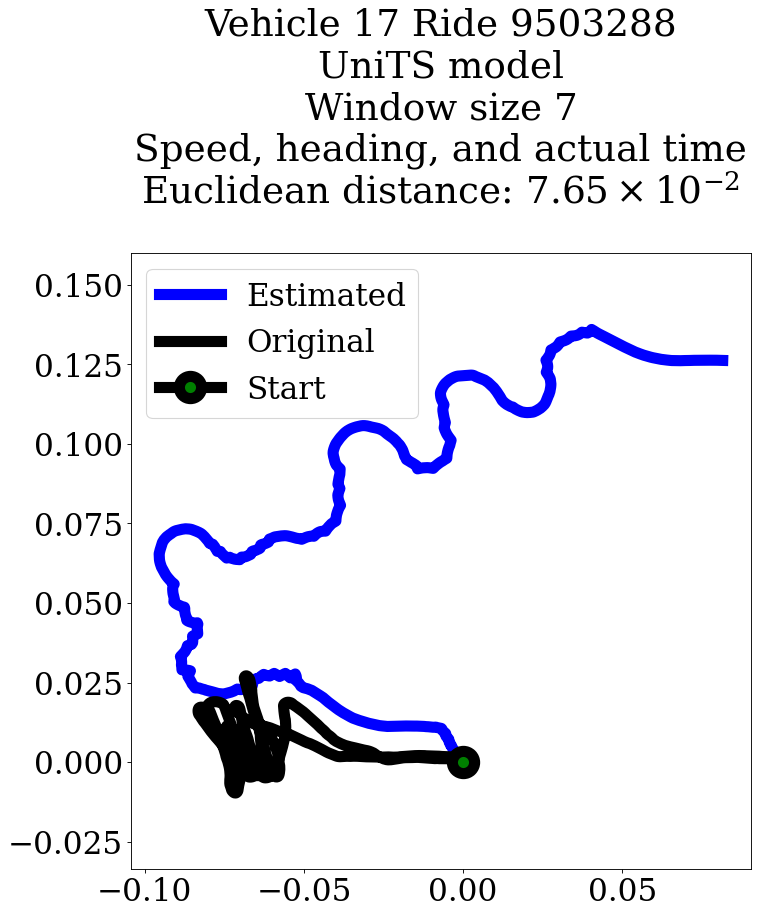 Vehicle 17 Ride 9503288
UniTS model
Window size 7
Speed, heading, and actual time
Euclidean distance: 7.65 × 10⁻²
Estimated
Original
Start
0.150
0.125
0.100
0.075
0.050
0.025
0.000
−0.025
−0.10
−0.05
0.00
0.05